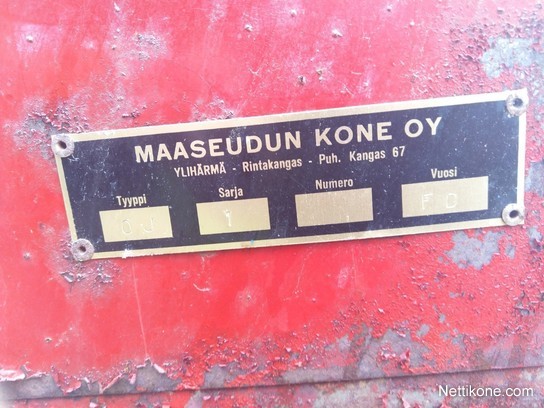 MAASEUDUN KONE OY
YLIHÄRMÄ - Rintakangas - Puh. Kangas 67
Tyyppi Sarja Numero Vuosi
1
Nettikone.com